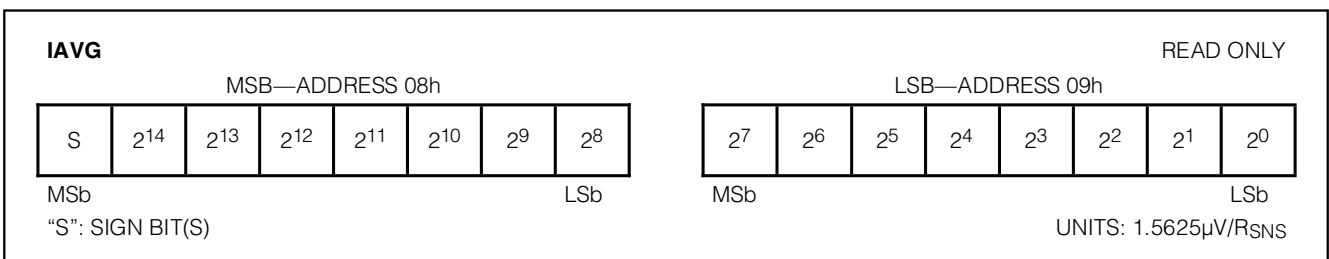 IAVG READ ONLY
MSB—ADDRESS 08h LSB—ADDRESS 09h
S 2¹⁴ 2¹³ 2¹² 2¹¹ 2¹⁰ 2⁹ 2⁸ 2⁷ 2⁶ 2⁵ 2⁴ 2³ 2² 2¹ 2⁰
MSb LSb MSb LSb
“S”: SIGN BIT(S) UNITS: 1.5625µV/RSNS